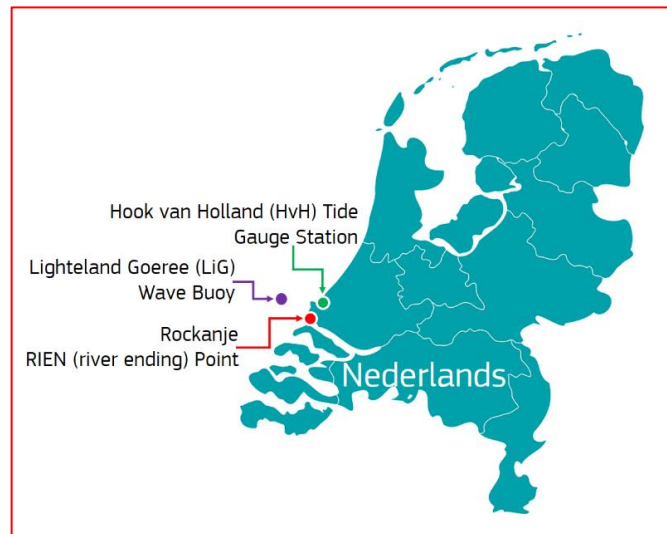 Hook van Holland (HvH) Tide
Gauge Station
Lighteland Goeree (LiG)
Wave Buoy
Rockanje
RIEN (river ending) Point
Nederlands